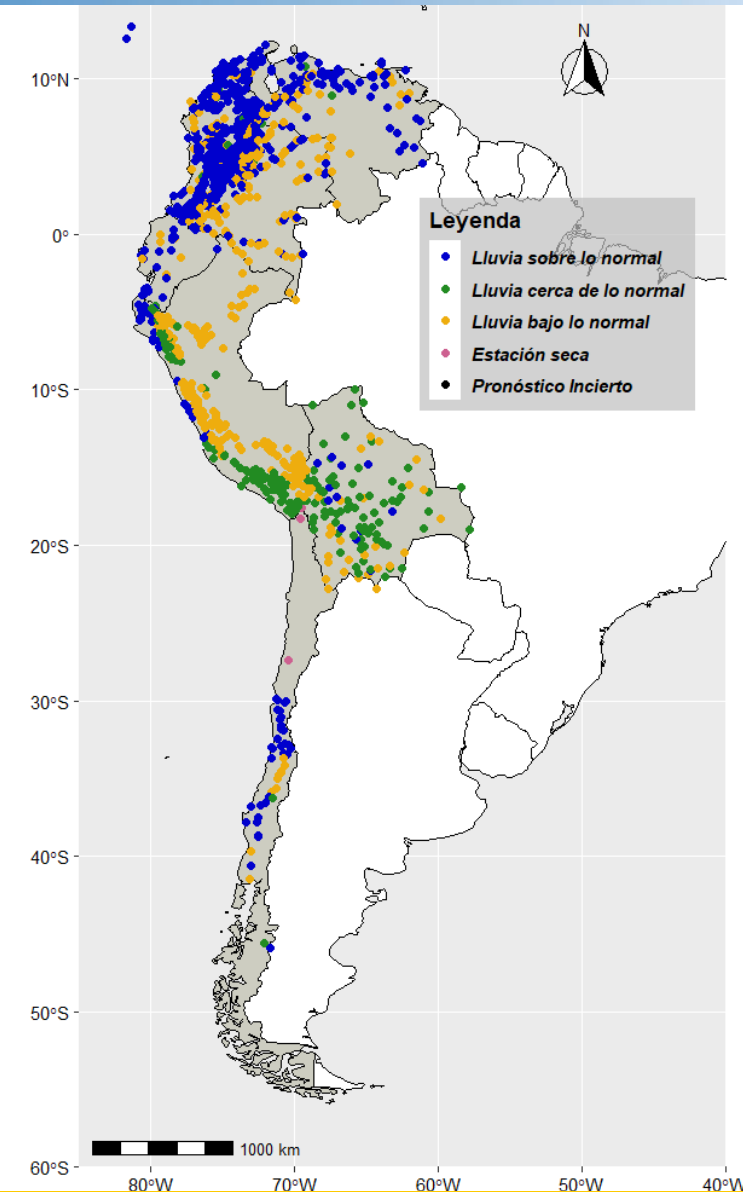 N
10°N
0°
10°S
20°S
30°S
40°S
50°S
60°S
Leyenda
Lluvia sobre lo normal
Lluvia cerca de lo normal
Lluvia bajo lo normal
Estación seca
Pronóstico Incierto
1000 km
80°W
70°W
60°W
50°W
40°W